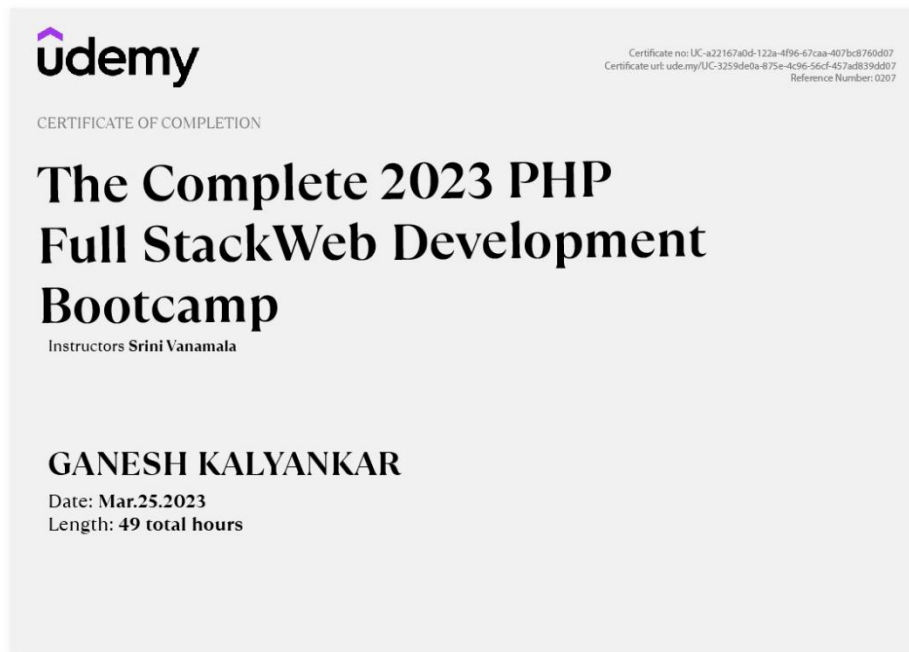 udemy
Certificate no: UC-a22167a0d-122a-4f96-67caa-407bc8760d07
Certificate url: ude.my/UC-3259de0a-875e-4c96-56cf-457ad839dd07
Reference Number: 0207
CERTIFICATE OF COMPLETION
The Complete 2023 PHP
Full StackWeb Development
Bootcamp
Instructors Srini Vanamala
GANESH KALYANKAR
Date: Mar.25.2023
Length: 49 total hours